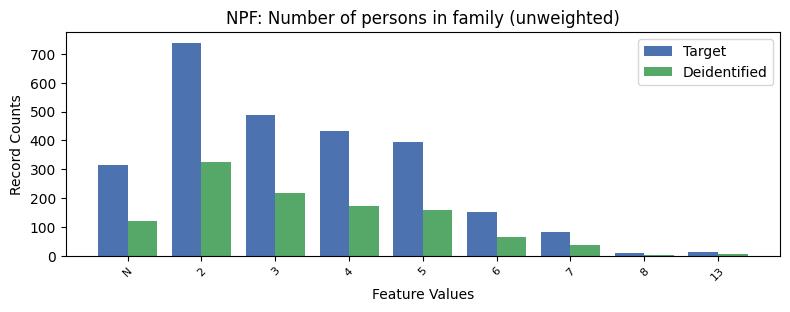 NPF: Number of persons in family (unweighted)
Target
Deidentified
Record Counts
700
600
500
400
300
200
100
0
N
2
3
4
5
6
7
8
13
Feature Values